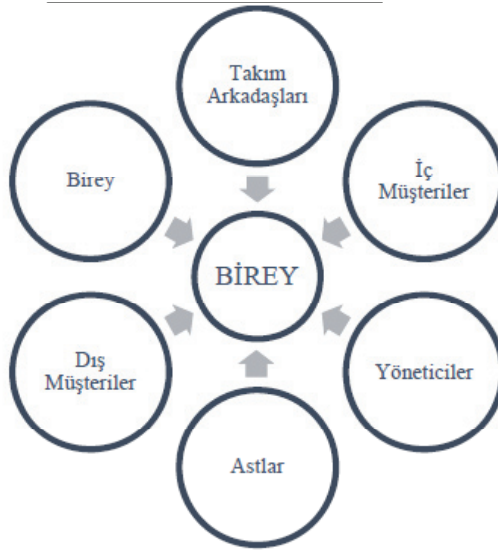 Takım
Arkadaşları
Birey
İç
Müşteriler
BİREY
Dış
Müşteriler
Yöneticiler
Astlar